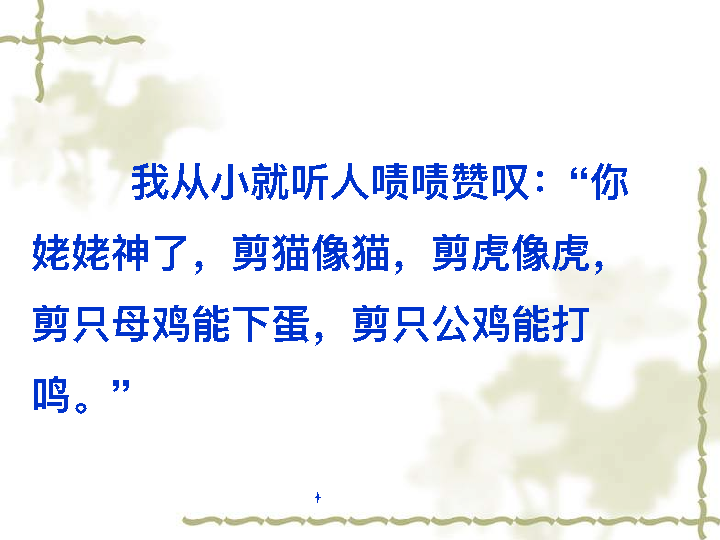 我从小就听人啧啧赞叹：“你
姥姥神了，剪猫像猫，剪虎像虎，
剪只母鸡能下蛋，剪只公鸡能打
鸣。”